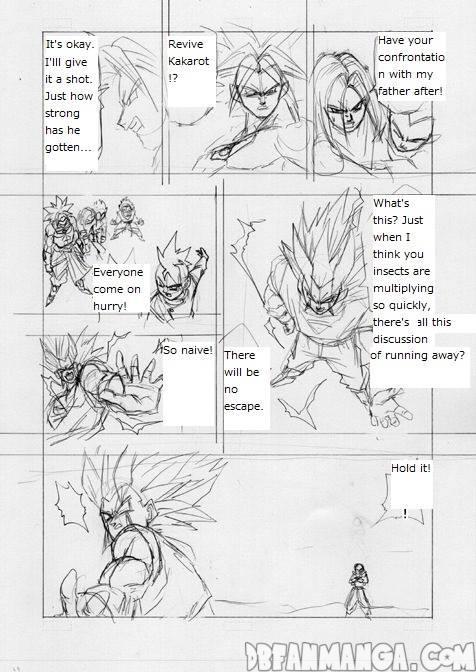 Have your
confrontatio
n with my
father after!
Revive
Kakarot
!?
It's okay.
I'lll give
it a shot.
Just how
strong
has he
gotten...
What's
this? Just
when I
think you
insects are
multiplying
so quickly,
there's all this
discussion
of running away?
There
will be
no
escape.
Everyone
come on
hurry!
So naive!
Hold it!
!
DBFANMANGA.COM